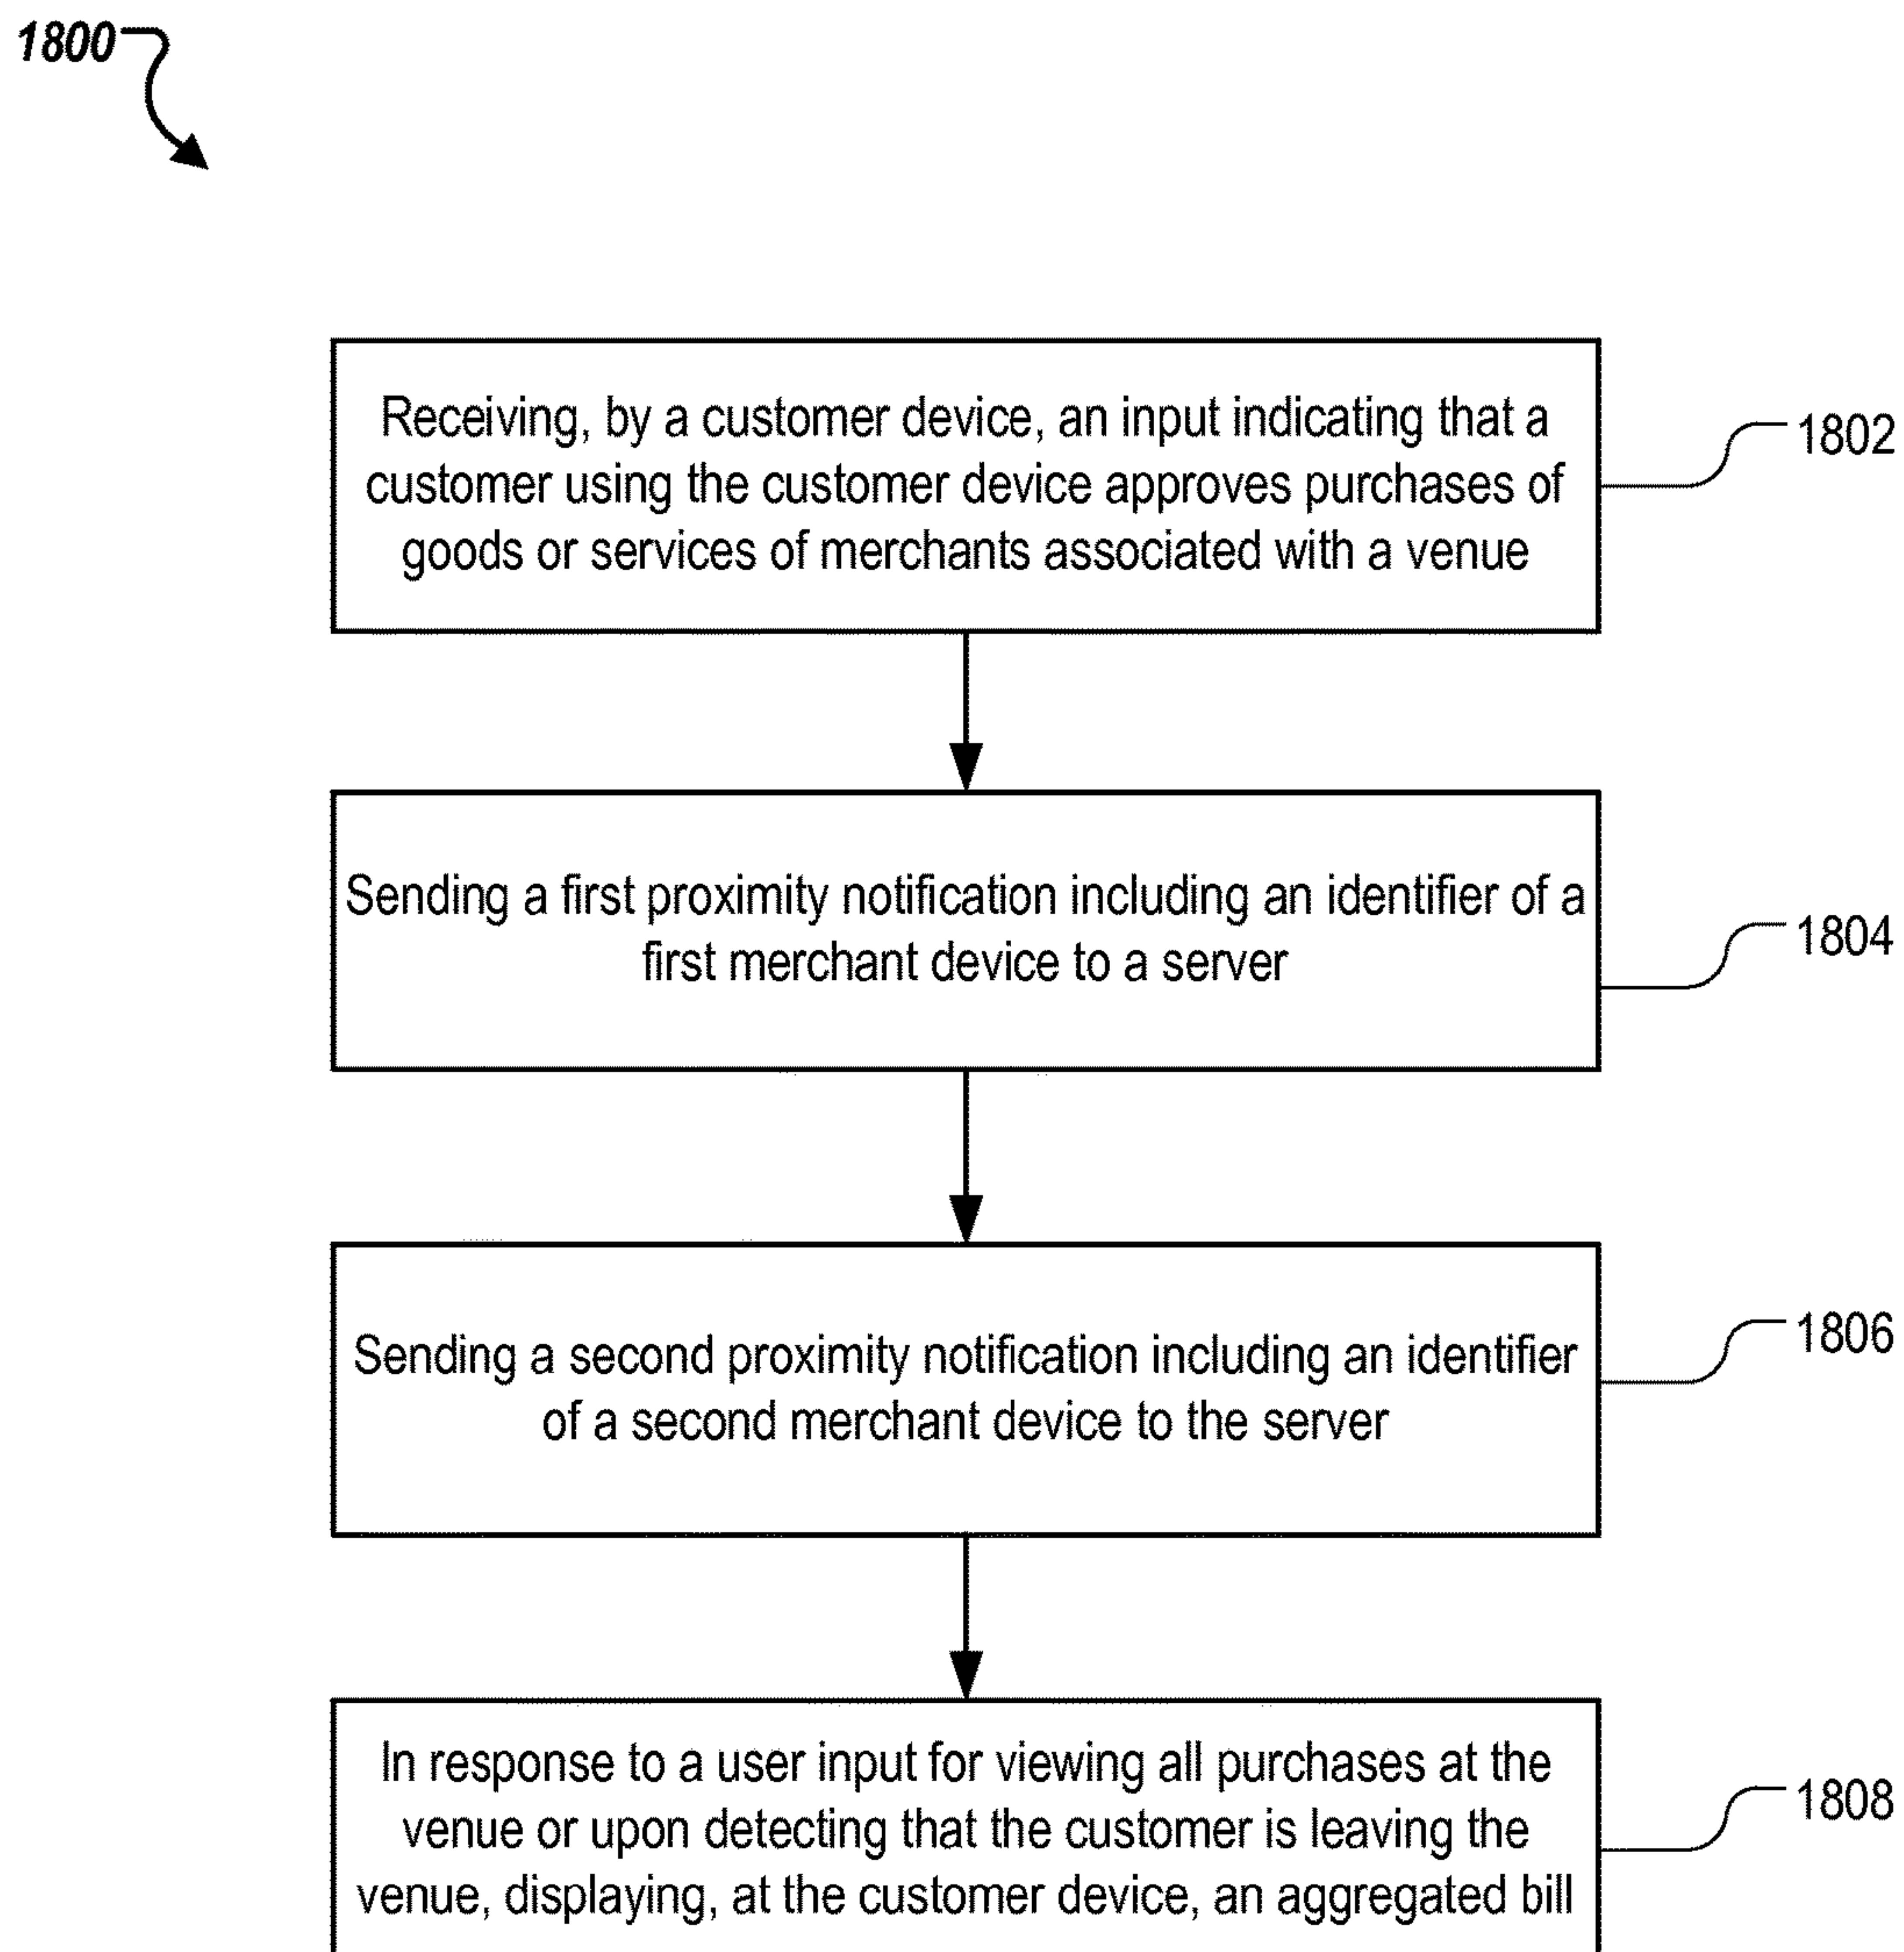 1800
Receiving, by a customer device, an input indicating that a
customer using the customer device approves purchases of
goods or services of merchants associated with a venue
1802
Sending a first proximity notification including an identifier of a
first merchant device to a server
1804
Sending a second proximity notification including an identifier
of a second merchant device to the server
1806
In response to a user input for viewing all purchases at the
venue or upon detecting that the customer is leaving the
venue, displaying, at the customer device, an aggregated bill
1808